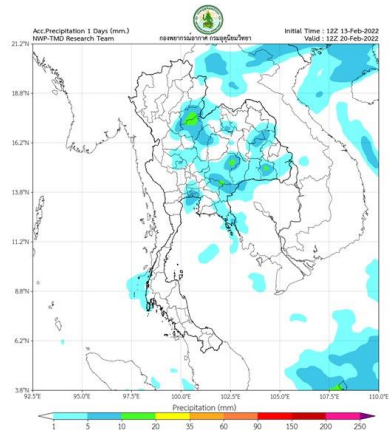 Acc.Precipitation 1 Days (mm.)
Initial Time : 12Z 13-Feb-2022
NWP-TMD Research Team
กองพยากรณ์อากาศ กรมอุตุนิยมวิทยา
Valid : 12Z 20-Feb-2022
21.2°N
18.8°N
16.2°N
13.8°N
11.2°N
8.8°N
6.2°N
3.8°N
92.5°E 95.0°E 97.5°E 100.0°E 102.5°E 105.0°E 107.5°E 110.0°E
Precipitation (mm)
1 5 10 20 35 60 90 150 200 250